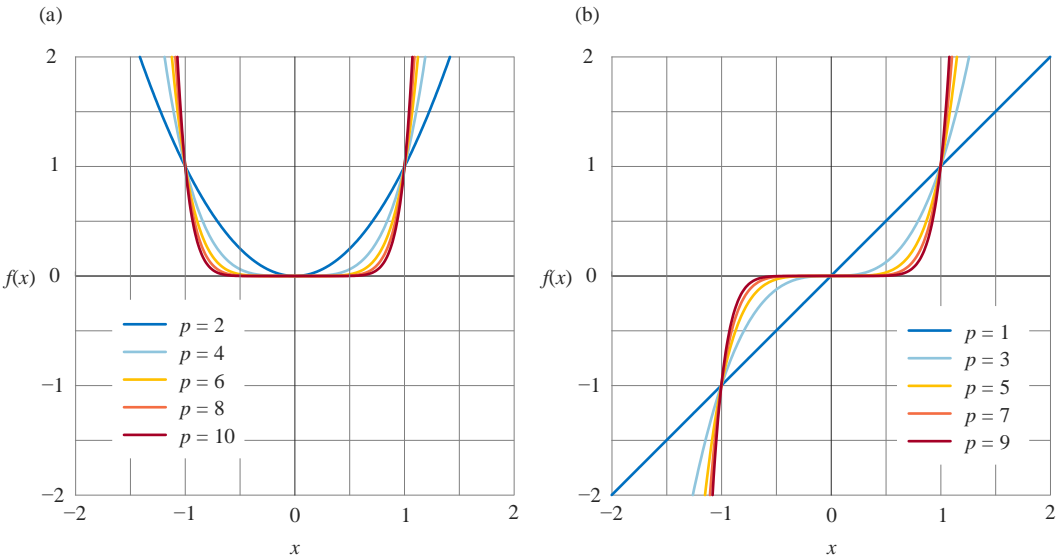 (a)
2
1
f(x)
0
−1
−2
−2
−1
0
1
2
x
p = 2
p = 4
p = 6
p = 8
p = 10
(b)
2
1
f(x)
0
−1
−2
−2
−1
0
1
2
x
p = 1
p = 3
p = 5
p = 7
p = 9